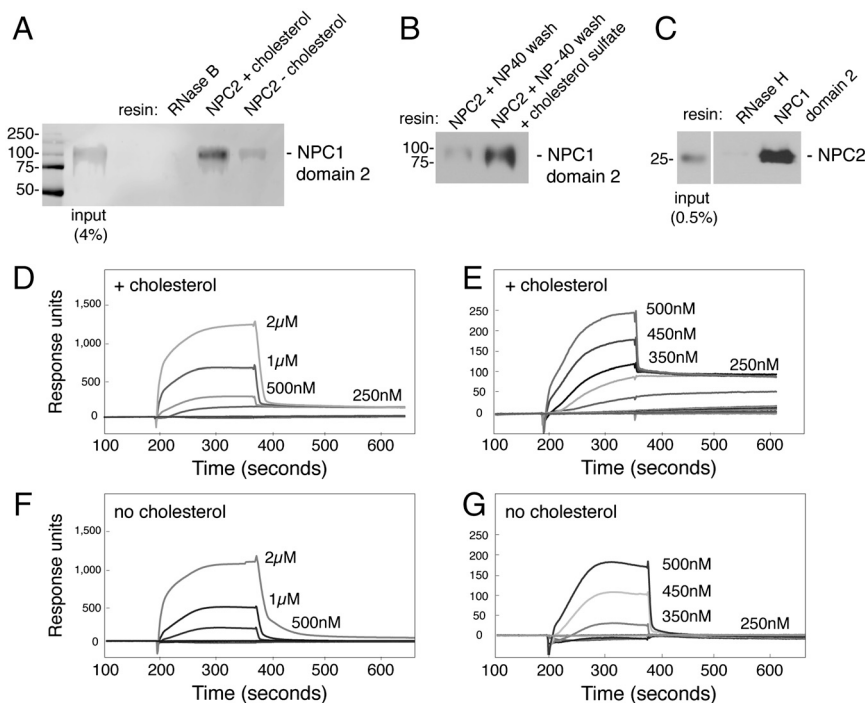 A
resin:
RNase B
NPC2 + cholesterol
NPC2 - cholesterol
250-
100-
75-
50-
- NPC1
domain 2
input
(4%)
B
resin:
NPC2 + NP40 wash
NPC2 + NP-40 wash
+ cholesterol sulfate
100-
75-
- NPC1
domain 2
C
resin:
RNase H
NPC1
domain 2
25-
- NPC2
input
(0.5%)
D
+ cholesterol
Response units
1,500
1,000
500
0
2µM
1µM
500nM
250nM
100 200 300 400 500 600
Time (seconds)
E
+ cholesterol
250
200
150
100
50
0
500nM
450nM
350nM
250nM
100 200 300 400 500 600
Time (seconds)
F
no cholesterol
Response units
1,500
1,000
500
0
2µM
1µM
500nM
100 200 300 400 500 600
Time (seconds)
G
no cholesterol
250
200
150
100
50
0
500nM
450nM
350nM
250nM
100 200 300 400 500 600
Time (seconds)